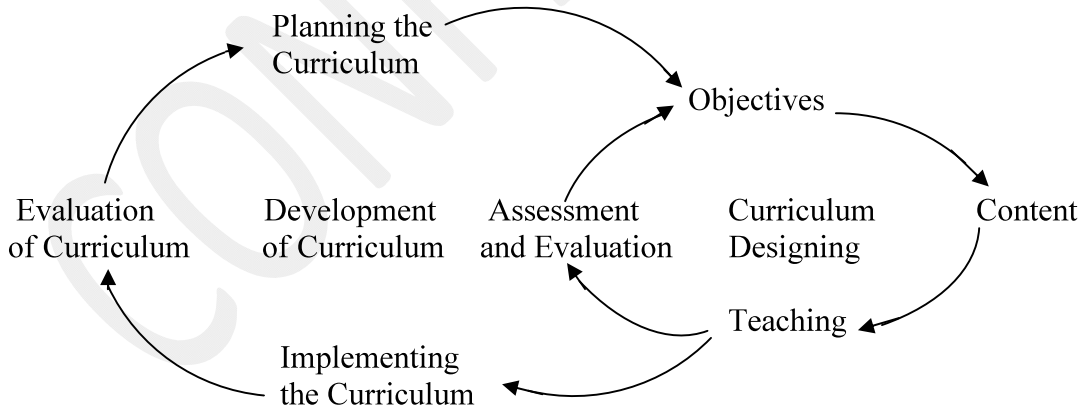 Planning the
Curriculum
Objectives
Evaluation
of Curriculum
Development
of Curriculum
Assessment
and Evaluation
Curriculum
Designing
Content
Teaching
Implementing
the Curriculum